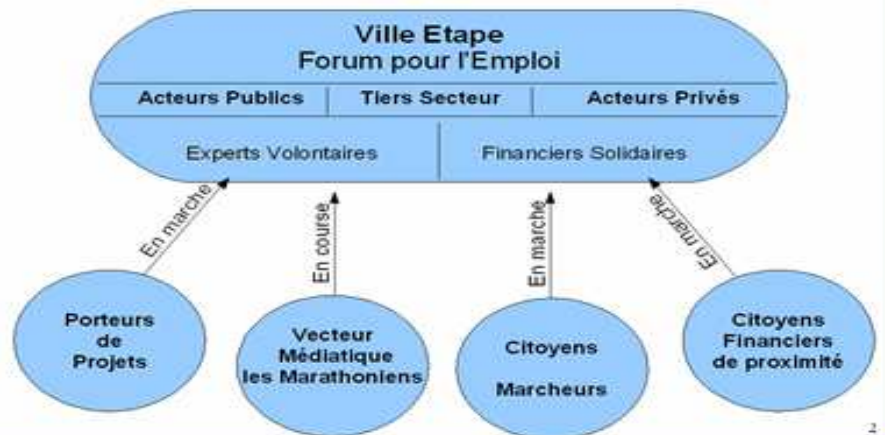 Ville Etape
Forum pour l'Emploi
Acteurs Publics
Tiers Secteur
Acteurs Privés
Experts Volontaires
Financiers Solidaires
En marche
En course
En marche
En marche
Porteurs
de
Projets
Vecteur
Médiatique
les Marathoniens
Citoyens
Marcheurs
Citoyens
Financiers
de proximité
2